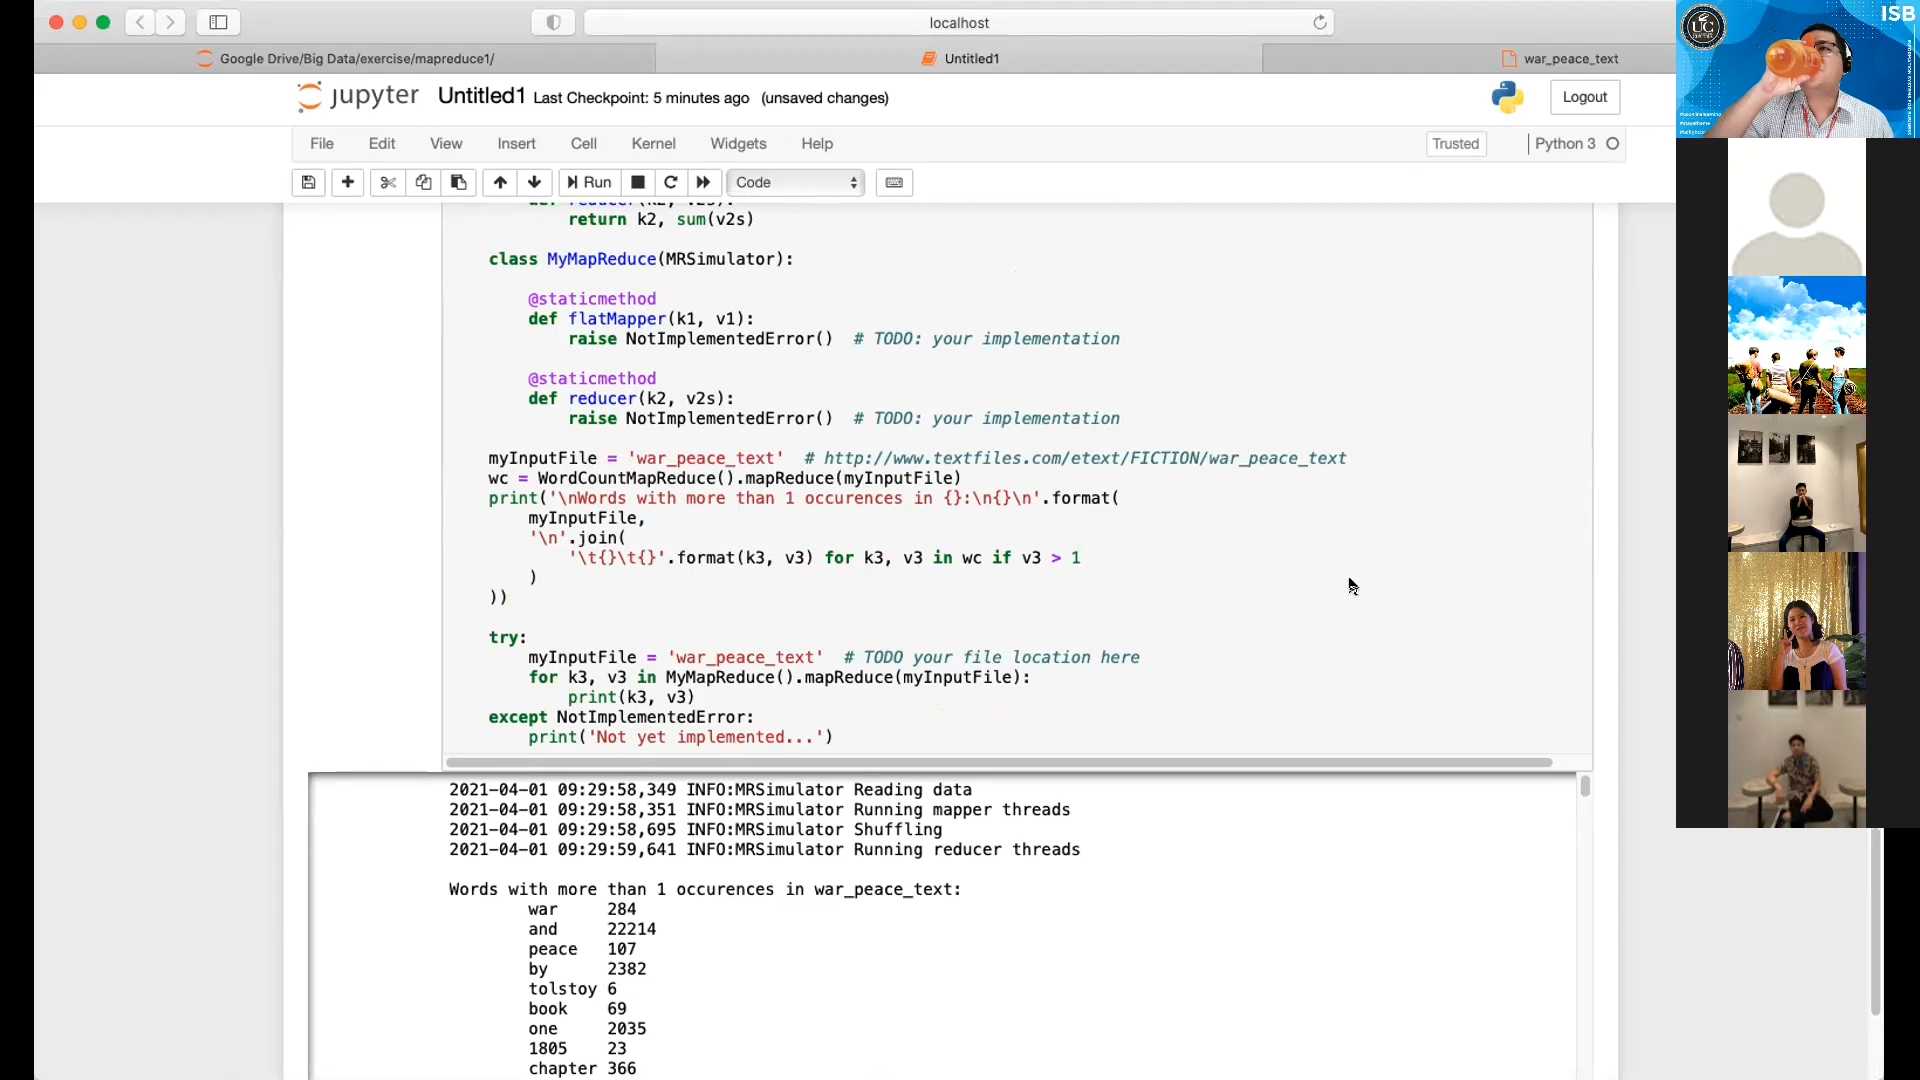 localhost
Google Drive/Big Data/exercise/mapreduce1/
Untitled1
war_peace_text
jupyter Untitled1 Last Checkpoint: 5 minutes ago (unsaved changes)
Logout
File Edit View Insert Cell Kernel Widgets Help
Trusted
Python 3
Run
Code
def reducer(k2, v2s):
return k2, sum(v2s)
class MyMapReduce(MRSimulator):
@staticmethod
def flatMapper(k1, v1):
raise NotImplementedError()  # TODO: your implementation
@staticmethod
def reducer(k2, v2s):
raise NotImplementedError()  # TODO: your implementation
myInputFile = 'war_peace_text'  # http://www.textfiles.com/etext/FICTION/war_peace_text
wc = WordCountMapReduce().mapReduce(myInputFile)
print('\nWords with more than 1 occurences in {}:\n{}\n'.format(
myInputFile,
'\n'.join(
'\t{}\t{}'.format(k3, v3) for k3, v3 in wc if v3 > 1
)
))
try:
myInputFile = 'war_peace_text'  # TODO your file location here
for k3, v3 in MyMapReduce().mapReduce(myInputFile):
print(k3, v3)
except NotImplementedError:
print('Not yet implemented...')
2021-04-01 09:29:58,349 INFO:MRSimulator Reading data
2021-04-01 09:29:58,351 INFO:MRSimulator Running mapper threads
2021-04-01 09:29:58,695 INFO:MRSimulator Shuffling
2021-04-01 09:29:59,641 INFO:MRSimulator Running reducer threads
Words with more than 1 occurences in war_peace_text:
war 284
and 22214
peace 107
by 2382
tolstoy 6
book 69
one 2035
1805 23
chapter 366
UC
ISB